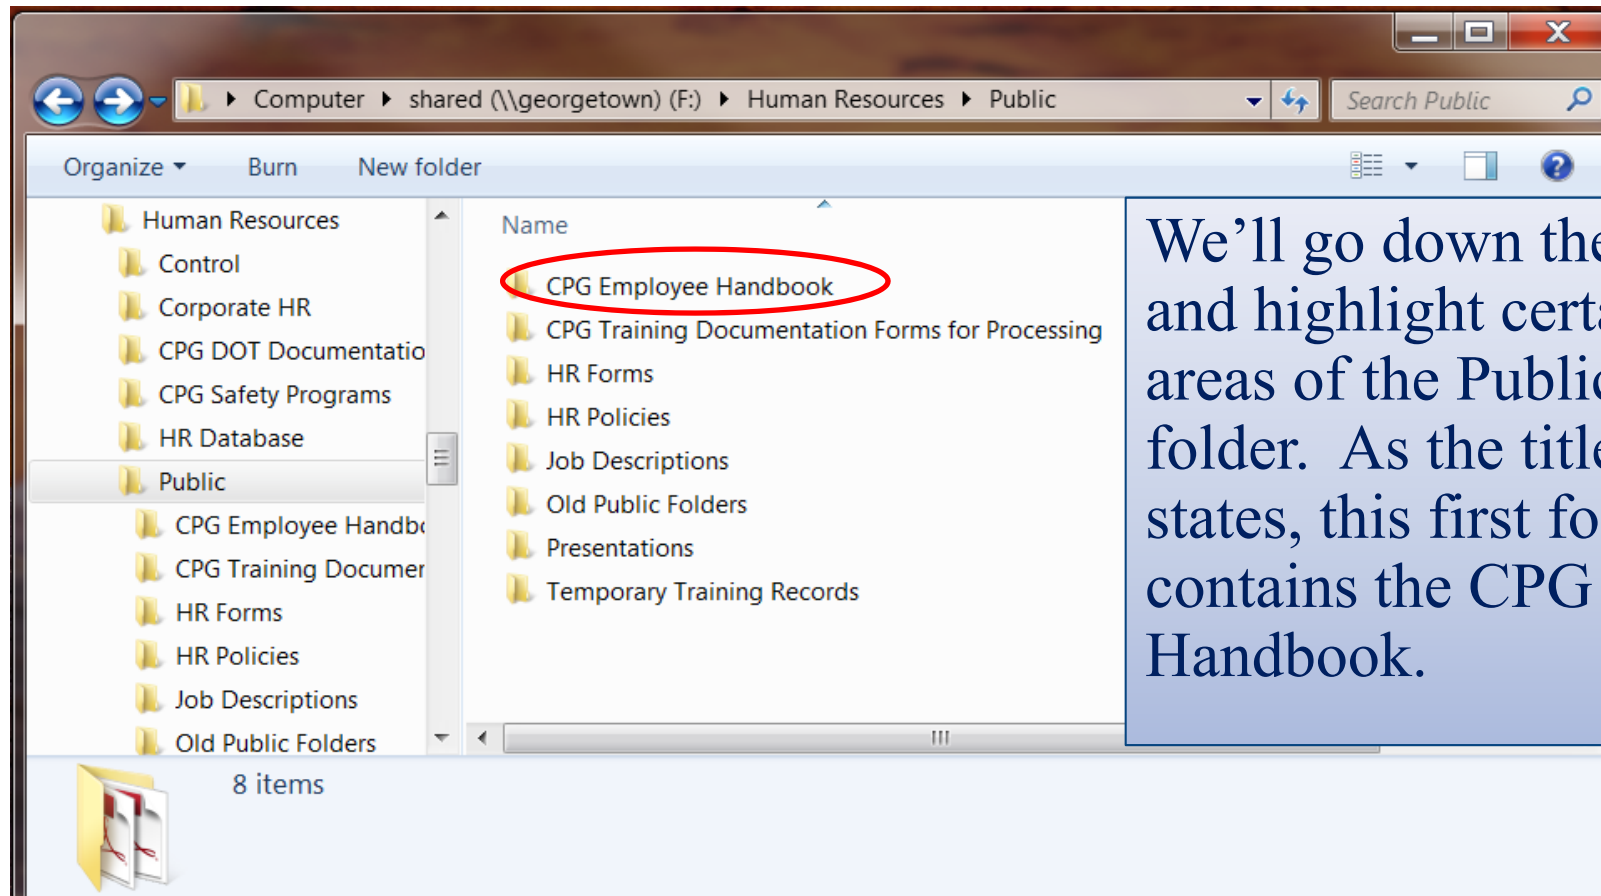 Computer ▸ shared (\\georgetown) (F:) ▸ Human Resources ▸ Public
Search Public
Organize Burn New folder
Human Resources
Control
Corporate HR
CPG DOT Documentatio
CPG Safety Programs
HR Database
Public
CPG Employee Handbo
CPG Training Documen
HR Forms
HR Policies
Job Descriptions
Old Public Folders
Name
CPG Employee Handbook
CPG Training Documentation Forms for Processing
HR Forms
HR Policies
Job Descriptions
Old Public Folders
Presentations
Temporary Training Records
We’ll go down the
and highlight certa
areas of the Public
folder. As the title
states, this first fo
contains the CPG
Handbook.
8 items